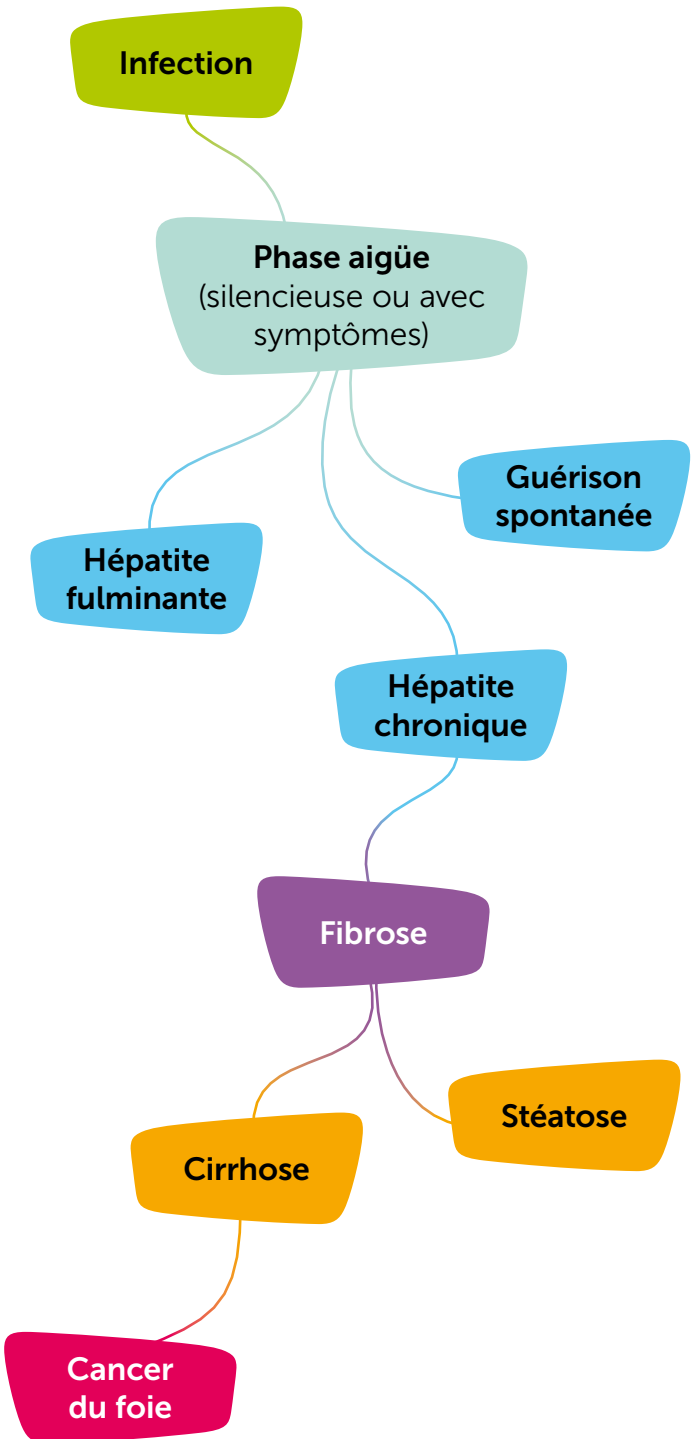 Infection
Phase aigüe
(silencieuse ou avec
symptômes)
Guérison
spontanée
Hépatite
fulminante
Hépatite
chronique
Fibrose
Stéatose
Cirrhose
Cancer
du foie